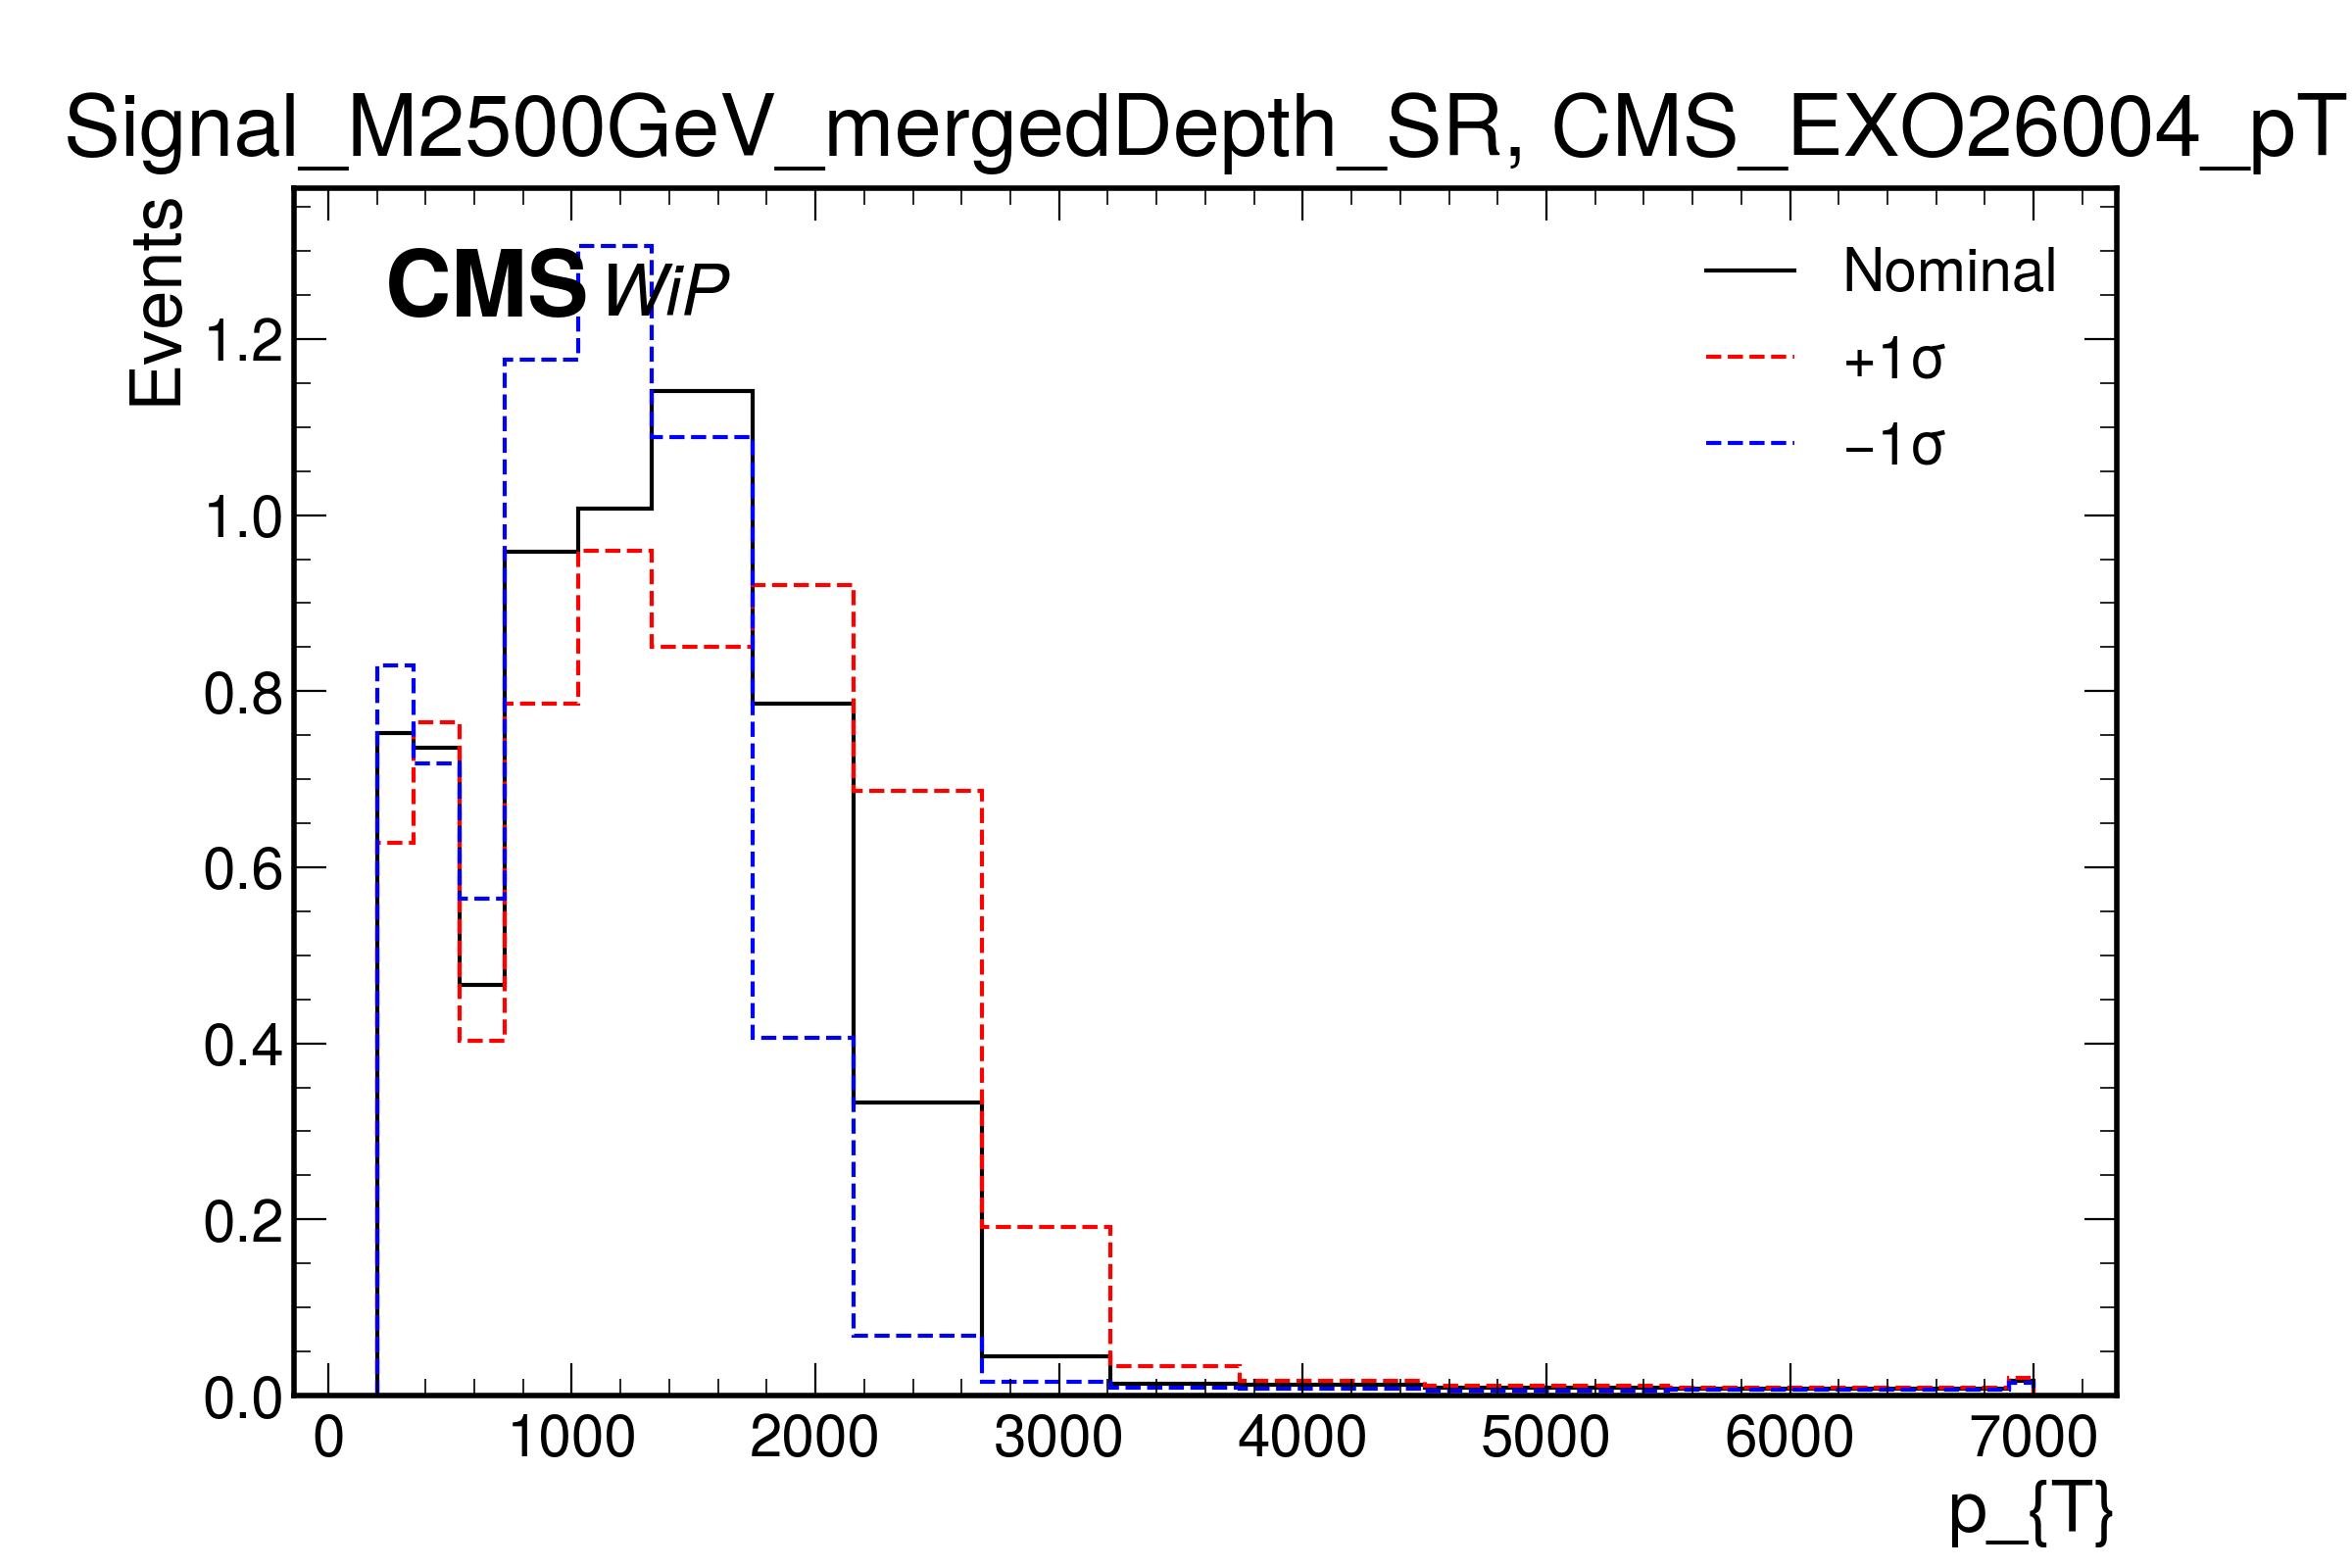 Signal_M2500GeV_mergedDepth_SR, CMS_EXO26004_pT
Events
CMS WiP
Nominal
+1σ
−1σ
1.2
1.0
0.8
0.6
0.4
0.2
0.0
0 1000 2000 3000 4000 5000 6000 7000
p_{T}